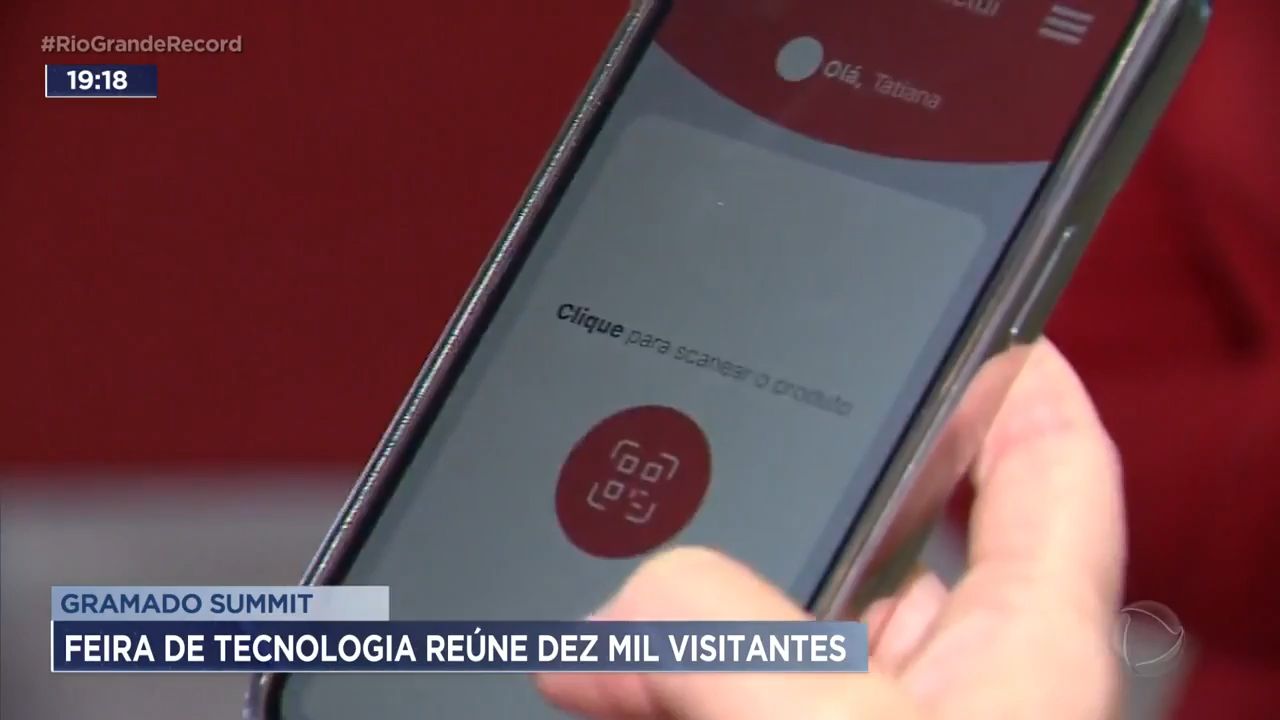 #RioGrandeRecord
19:18
Olá, Tatiana
Clique para scanear o produto
GRAMADO SUMMIT
FEIRA DE TECNOLOGIA REÚNE DEZ MIL VISITANTES